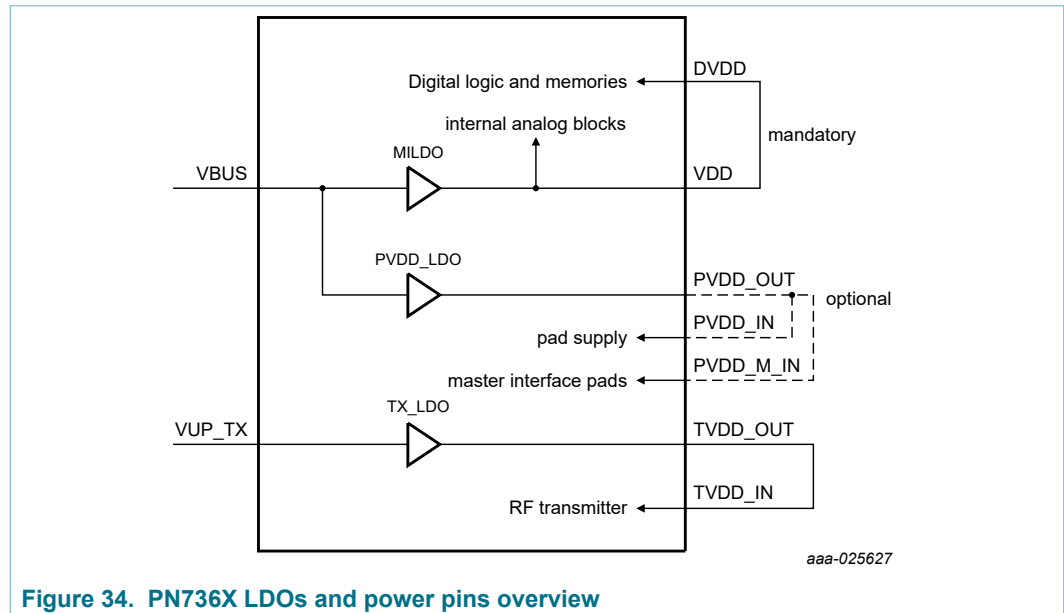 DVDD
Digital logic and memories
internal analog blocks
mandatory
MILDO
VBUS
VDD
PVDD_LDO
PVDD_OUT
optional
PVDD_IN
pad supply
PVDD_M_IN
master interface pads
TX_LDO
VUP_TX
TVDD_OUT
TVDD_IN
RF transmitter
aaa-025627
Figure 34. PN736X LDOs and power pins overview